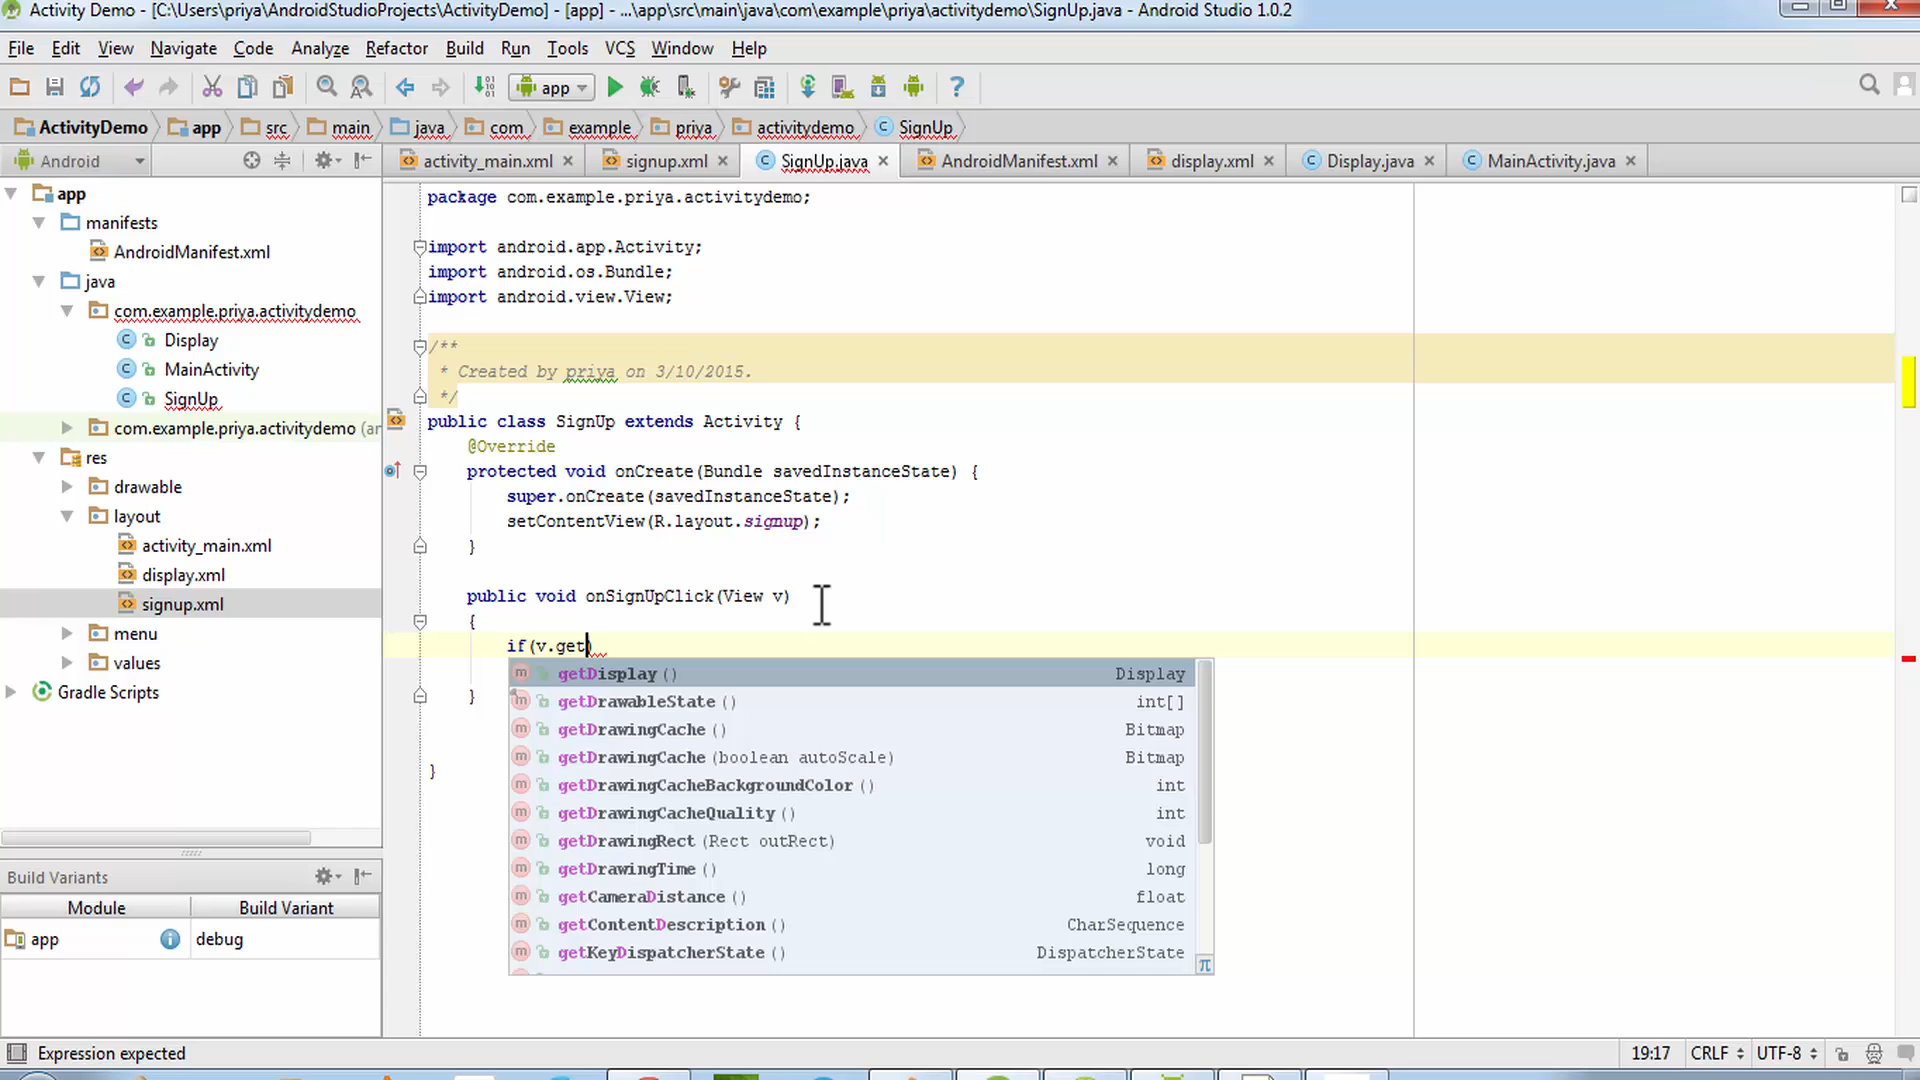 Activity Demo - [C:\Users\priya\AndroidStudioProjects\ActivityDemo] - [app] - ...\app\src\main\java\com\example\priya\activitydemo\SignUp.java - Android Studio 1.0.2
File Edit View Navigate Code Analyze Refactor Build Run Tools VCS Window Help
app
ActivityDemo app src main java com example priya activitydemo SignUp
Android
activity_main.xml signup.xml SignUp.java AndroidManifest.xml display.xml Display.java MainActivity.java
app
manifests
AndroidManifest.xml
java
com.example.priya.activitydemo
Display
MainActivity
SignUp
com.example.priya.activitydemo (ar
res
drawable
layout
activity_main.xml
display.xml
signup.xml
menu
values
Gradle Scripts
Build Variants
Module Build Variant
app debug
package com.example.priya.activitydemo;
import android.app.Activity;
import android.os.Bundle;
import android.view.View;
/**
* Created by priya on 3/10/2015.
*/
public class SignUp extends Activity {
@Override
protected void onCreate(Bundle savedInstanceState) {
super.onCreate(savedInstanceState);
setContentView(R.layout.signup);
}
public void onSignUpClick(View v)
{
if(v.get)
getDisplay() Display
getDrawableState() int[]
getDrawingCache() Bitmap
getDrawingCache(boolean autoScale) Bitmap
getDrawingCacheBackgroundColor() int
getDrawingCacheQuality() int
getDrawingRect(Rect outRect) void
getDrawingTime() long
getCameraDistance() float
getContentDescription() CharSequence
getKeyDispatcherState() DispatcherState
}
}
Expression expected 19:17 CRLF UTF-8